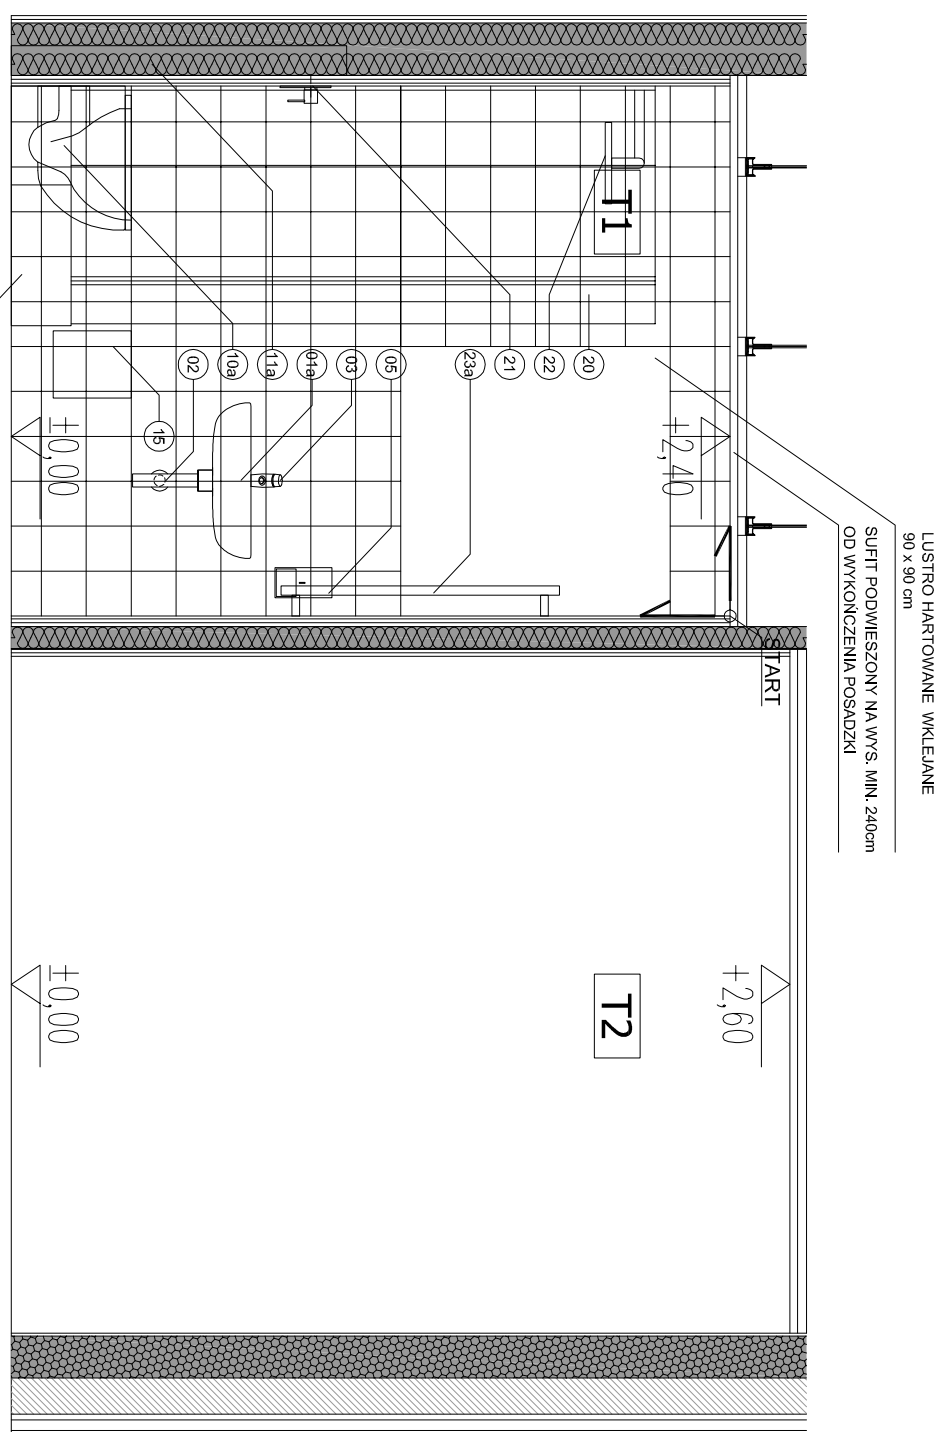 LUSTRO HARTOWANE WKLEJANE
90 x 90 cm
SUFIT PODWIESZONY NA WYS. MIN. 240cm
OD WYKOŃCZENIA POSADZKI
START
+2,40
+2,60
T1
T2
20
22
21
23a
05
03
01a
11a
10a
02
15
±0,00
±0,00